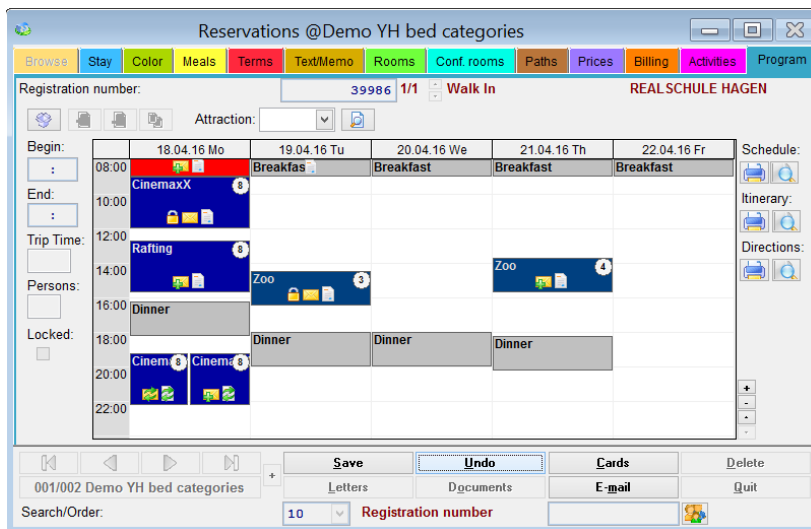 Reservations @Demo YH bed categories
Browse Stay Color Meals Terms Text/Memo Rooms Conf. rooms Paths Prices Billing Activities Program
Registration number: 39986 1/1 Walk In REALSCHULE HAGEN
Attraction:
Begin: 18.04.16 Mo 19.04.16 Tu 20.04.16 We 21.04.16 Th 22.04.16 Fr Schedule:
: 08:00 Breakfas Breakfast Breakfast Breakfast
CinemaxX 8
End: 10:00 Itinerary:
:
Trip Time: 12:00 Directions:
Rafting 8
14:00 Zoo 3 Zoo 4
Persons:
16:00 Dinner
Locked: 18:00 Dinner Dinner Dinner
Cinem 8 Cinema 8
20:00
+
-
22:00
001/002 Demo YH bed categories + Save Undo Cards Delete
Letters Documents E-mail Quit
Search/Order: 10 Registration number